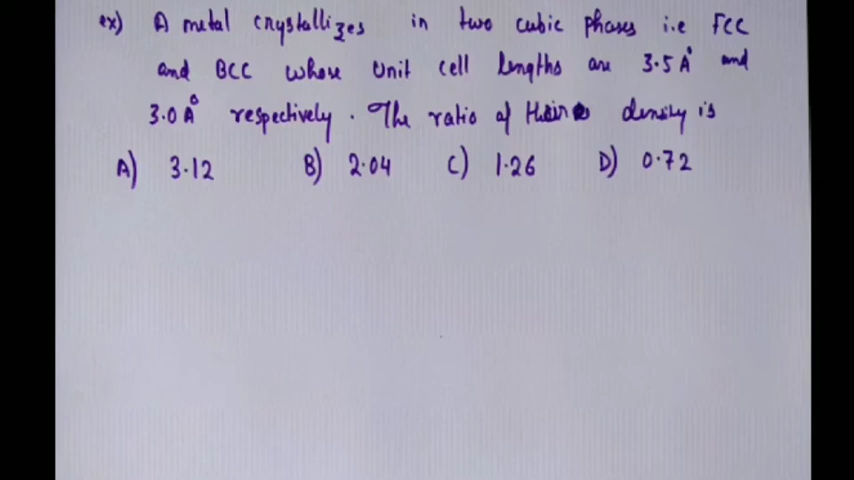 ex) A metal crystallizes in two cubic phases i.e FCC
and BCC whose unit cell lengths are 3.5 A° and
3.0 A° respectively. The ratio of their density is
A) 3.12 B) 2.04 C) 1.26 D) 0.72